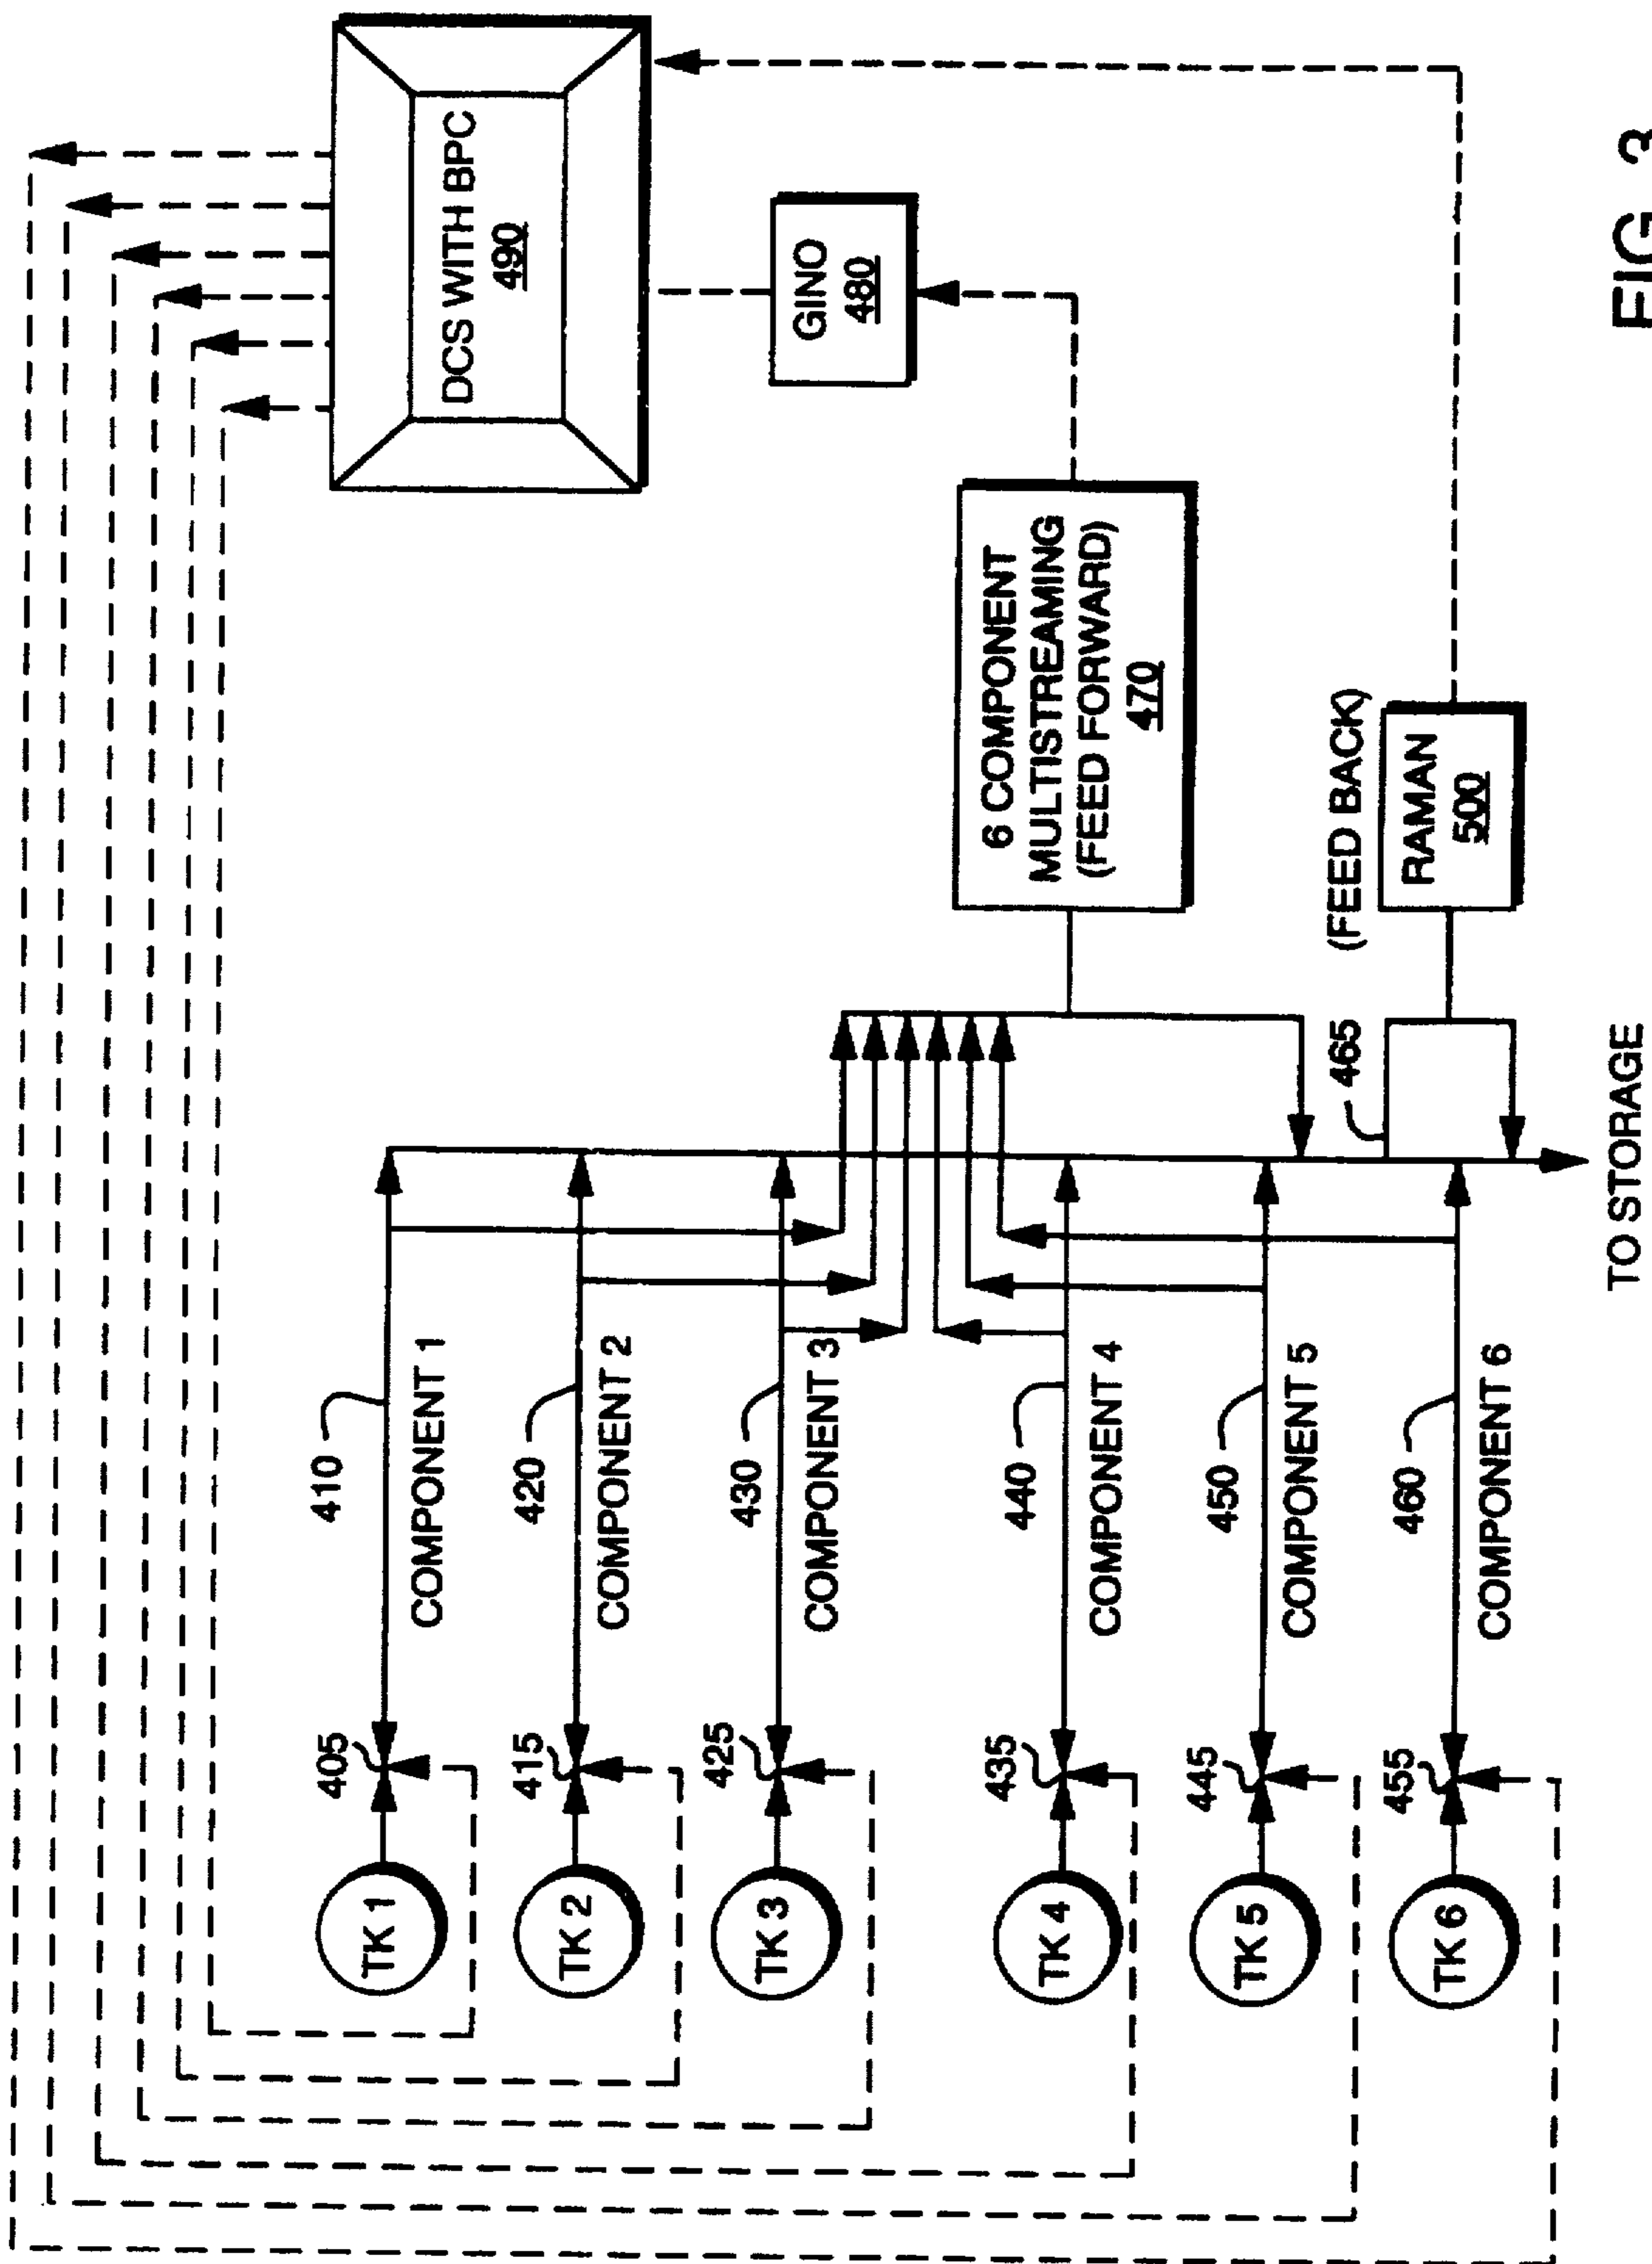 DCS WITH BPC
490
GINO
480
6 COMPONENT
MULTISTREAMING
(FEED FORWARD)
470
(FEED BACK)
RAMAN
500
465
TO STORAGE
410
COMPONENT 1
405
TK 1
420
COMPONENT 2
415
TK 2
430
COMPONENT 3
425
TK 3
440
COMPONENT 4
435
TK 4
450
COMPONENT 5
445
TK 5
460
COMPONENT 6
455
TK 6
FIG 3